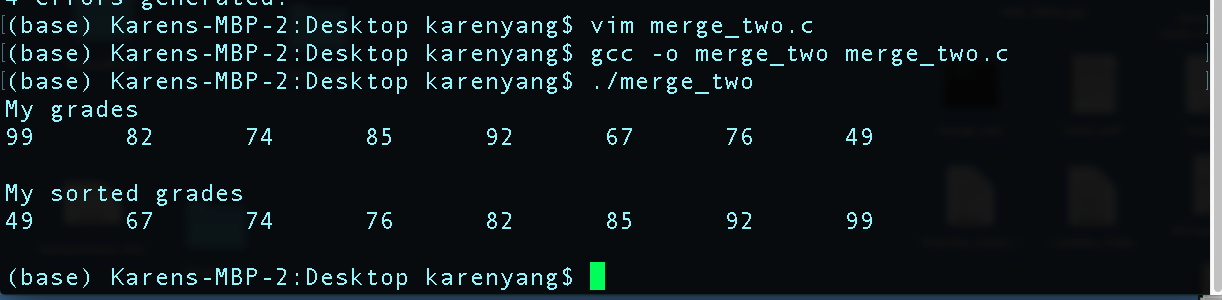 4 errors generated.
[(base) Karens-MBP-2:Desktop karenyang$ vim merge_two.c ]
[(base) Karens-MBP-2:Desktop karenyang$ gcc -o merge_two merge_two.c ]
[(base) Karens-MBP-2:Desktop karenyang$ ./merge_two ]
My grades
99 82 74 85 92 67 76 49
My sorted grades
49 67 74 76 82 85 92 99
(base) Karens-MBP-2:Desktop karenyang$